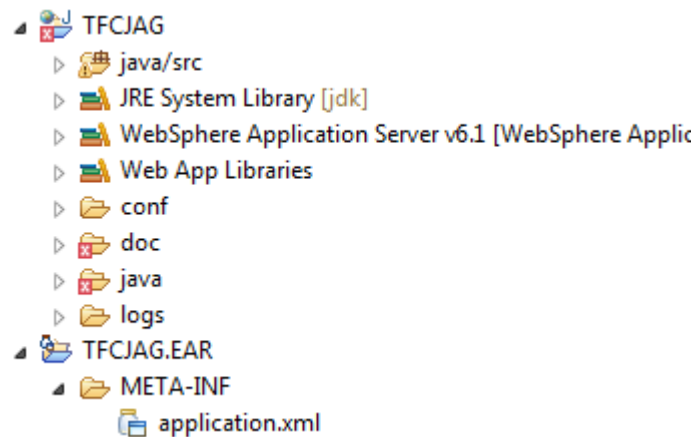 TFCJAG
java/src
JRE System Library [jdk]
WebSphere Application Server v6.1 [WebSphere Applic
Web App Libraries
conf
doc
java
logs
TFCJAG.EAR
META-INF
application.xml